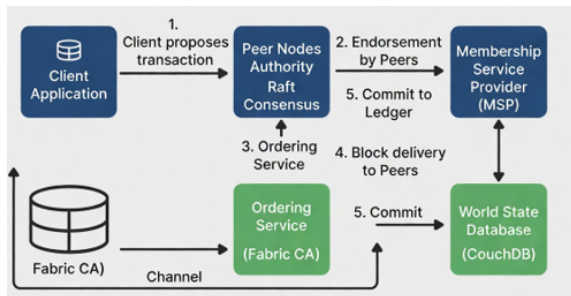 Client
Application
1.
Client proposes
transaction
Peer Nodes
Authority
Raft
Consensus
2. Endorsement
by Peers
5. Commit to
Ledger
Membership
Service
Provider
(MSP)
3. Ordering
Service
4. Block delivery
to Peers
Fabric CA)
Channel
Ordering
Service
(Fabric CA)
5. Commit
World State
Database
(CouchDB)